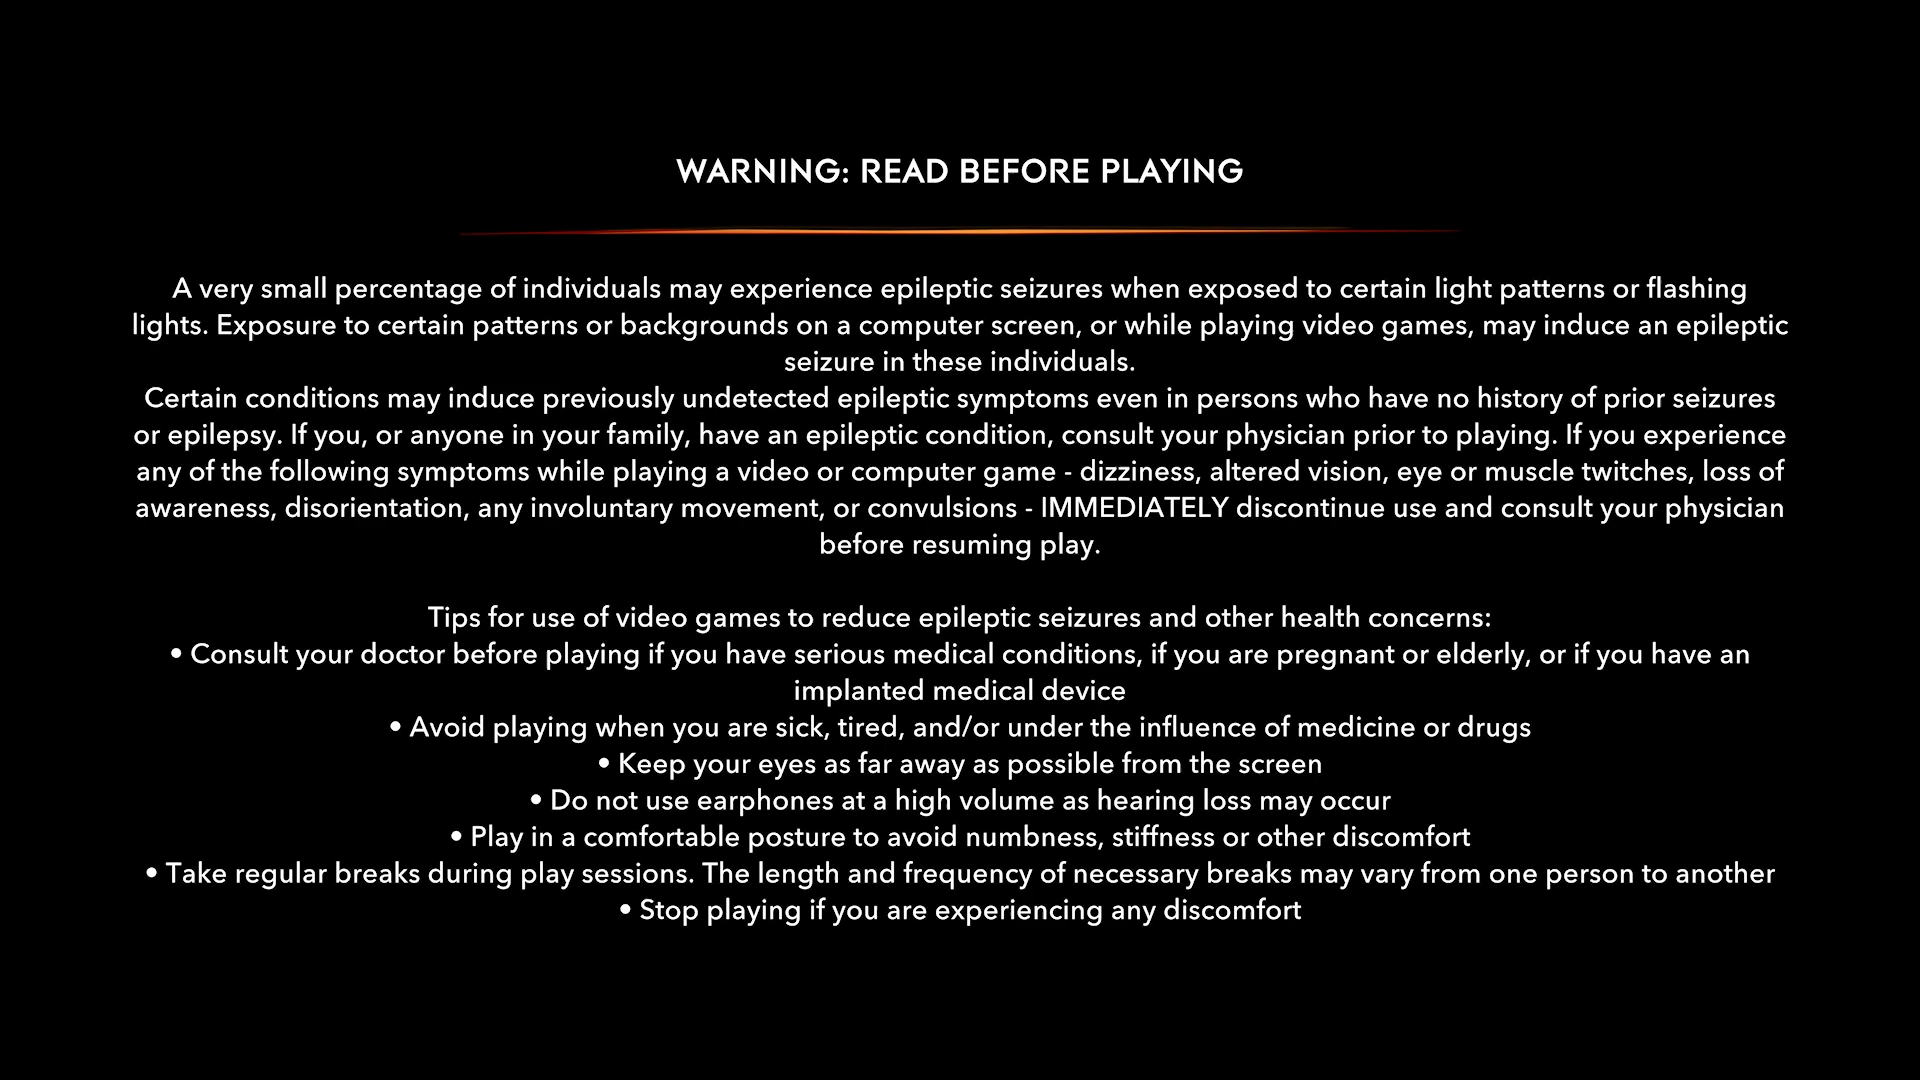 WARNING: READ BEFORE PLAYING
A very small percentage of individuals may experience epileptic seizures when exposed to certain light patterns or flashing
lights. Exposure to certain patterns or backgrounds on a computer screen, or while playing video games, may induce an epileptic
seizure in these individuals.
Certain conditions may induce previously undetected epileptic symptoms even in persons who have no history of prior seizures
or epilepsy. If you, or anyone in your family, have an epileptic condition, consult your physician prior to playing. If you experience
any of the following symptoms while playing a video or computer game - dizziness, altered vision, eye or muscle twitches, loss of
awareness, disorientation, any involuntary movement, or convulsions - IMMEDIATELY discontinue use and consult your physician
before resuming play.
Tips for use of video games to reduce epileptic seizures and other health concerns:
• Consult your doctor before playing if you have serious medical conditions, if you are pregnant or elderly, or if you have an
implanted medical device
• Avoid playing when you are sick, tired, and/or under the influence of medicine or drugs
• Keep your eyes as far away as possible from the screen
• Do not use earphones at a high volume as hearing loss may occur
• Play in a comfortable posture to avoid numbness, stiffness or other discomfort
• Take regular breaks during play sessions. The length and frequency of necessary breaks may vary from one person to another
• Stop playing if you are experiencing any discomfort